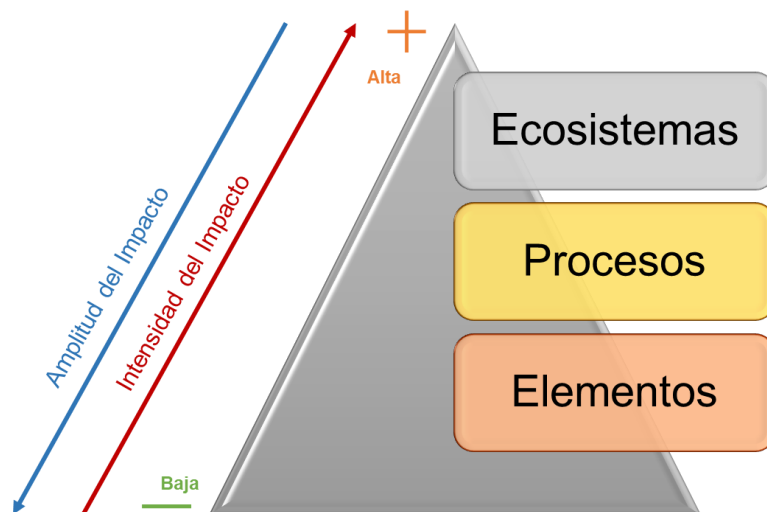 Alta
Ecosistemas
Amplitud del Impacto
Intensidad del Impacto
Procesos
Elementos
Baja